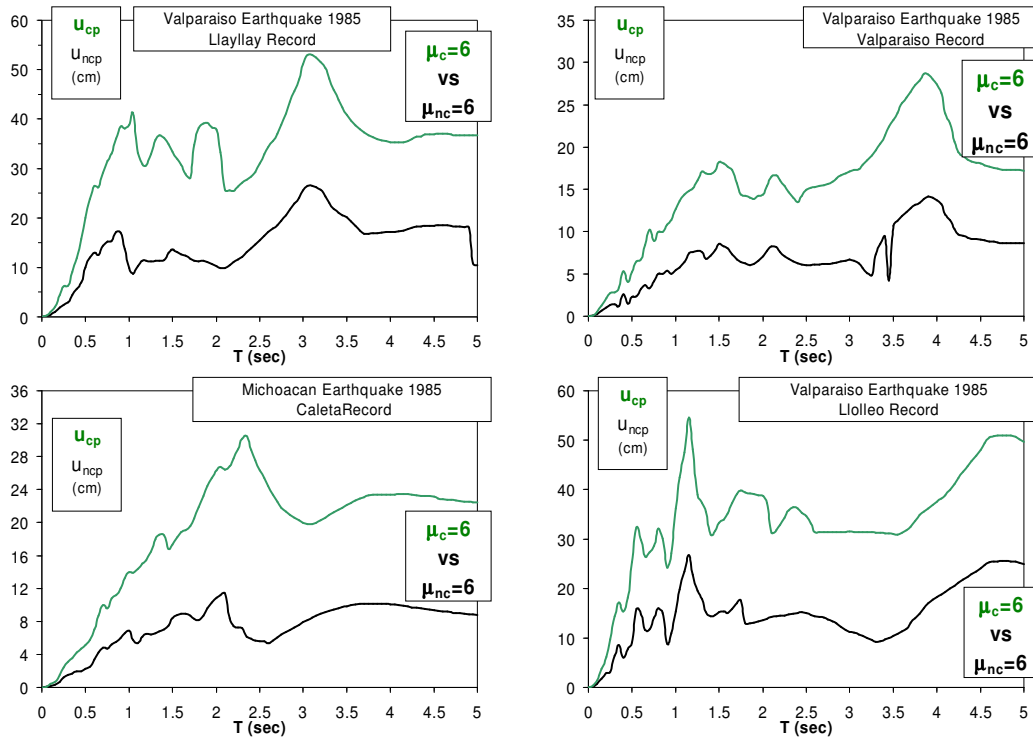 60
50
40
30
20
10
0
u_cp
u_ncp
(cm)
Valparaiso Earthquake 1985
Llayllay Record
μ_c=6
vs
μ_nc=6
0 0.5 1 1.5 2 2.5 3 3.5 4 4.5 5
T (sec)
35
30
25
20
15
10
5
0
u_cp
u_ncp
(cm)
Valparaiso Earthquake 1985
Valparaiso Record
μ_c=6
vs
μ_nc=6
0 0.5 1 1.5 2 2.5 3 3.5 4 4.5 5
T (sec)
36
32
28
24
20
16
12
8
4
0
u_cp
u_ncp
(cm)
Michoacan Earthquake 1985
CaletaRecord
μ_c=6
vs
μ_nc=6
0 0.5 1 1.5 2 2.5 3 3.5 4 4.5 5
T (sec)
60
50
40
30
20
10
0
u_cp
u_ncp
(cm)
Valparaiso Earthquake 1985
Llolleo Record
μ_c=6
vs
μ_nc=6
0 0.5 1 1.5 2 2.5 3 3.5 4 4.5 5
T (sec)